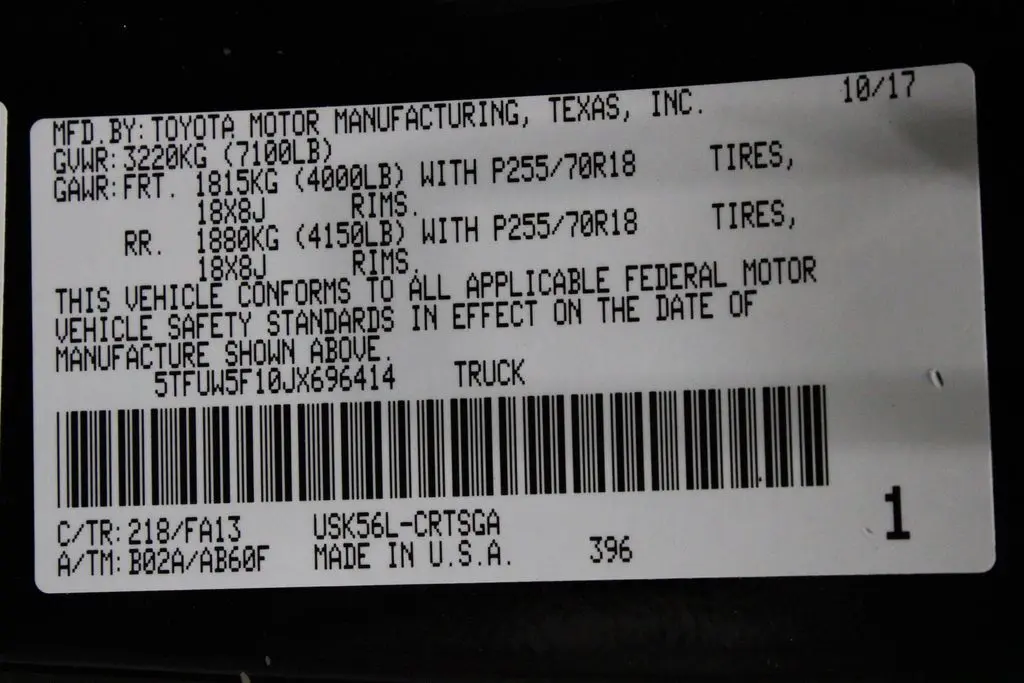 MFD.BY: TOYOTA MOTOR MANUFACTURING, TEXAS, INC. 10/17
GVWR: 3220KG (7100LB)
GAWR: FRT. 1815KG (4000LB) WITH P255/70R18 TIRES,
18X8J RIMS.
RR. 1880KG (4150LB) WITH P255/70R18 TIRES,
18X8J RIMS.
THIS VEHICLE CONFORMS TO ALL APPLICABLE FEDERAL MOTOR
VEHICLE SAFETY STANDARDS IN EFFECT ON THE DATE OF
MANUFACTURE SHOWN ABOVE.
5TFUW5F10JX696414 TRUCK
C/TR: 218/FA13 USK56L-CRTSGA
A/TM: B02A/AB60F MADE IN U.S.A. 396
1